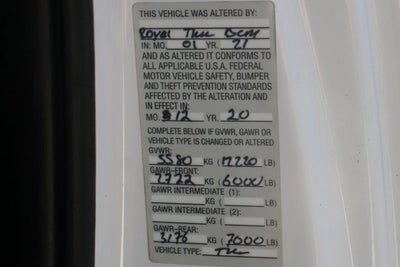 THIS VEHICLE WAS ALTERED BY:
Royal Truc Body
IN: MO. 01 YR. 21
AND AS ALTERED IT CONFORMS TO
ALL APPLICABLE U.S.A. FEDERAL
MOTOR VEHICLE SAFETY, BUMPER
AND THEFT PREVENTION STANDARDS
AFFECTED BY THE ALTERATION AND
IN EFFECT IN:
MO. 12 YR. 20
COMPLETE BELOW IF GVWR, GAWR OR
VEHICLE TYPE IS CHANGED OR ALTERED
GVWR:
5580 KG (12220 LB)
GAWR-FRONT:
2722 KG (6000 LB)
GAWR INTERMEDIATE (1):
KG ( LB)
GAWR INTERMEDIATE (2):
KG ( LB)
GAWR-REAR:
3176 KG (7000 LB)
VEHICLE TYPE: